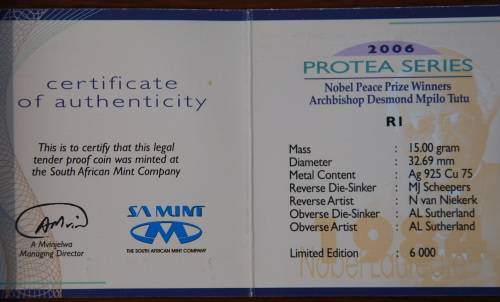 certificate
of authenticity
This is to certify that this legal
tender proof coin was minted at
the South African Mint Company
A Mvinjelwa
Managing Director
SA MINT
THE SOUTH AFRICAN MINT COMPANY
2006
PROTEA SERIES
Nobel Peace Prize Winners
Archbishop Desmond Mpilo Tutu
R1
Mass : 15.00 gram
Diameter : 32.69 mm
Metal Content : Ag 925 Cu 75
Reverse Die-Sinker : MJ Scheepers
Reverse Artist : N van Niekerk
Obverse Die-Sinker : AL Sutherland
Obverse Artist : AL Sutherland
Limited Edition : 6 000
1984